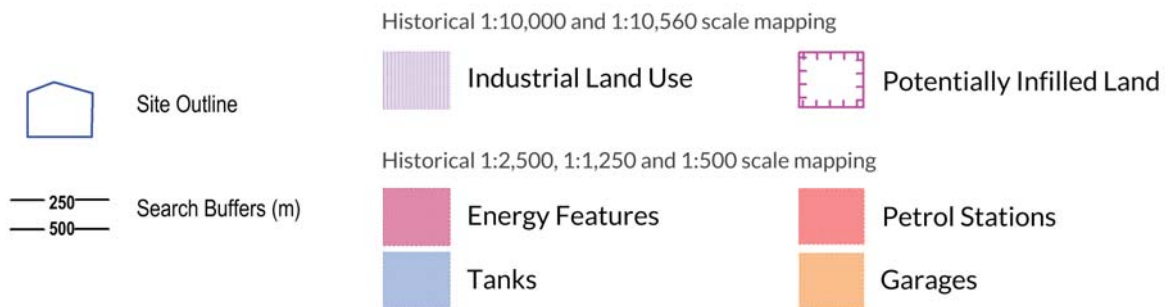 Historical 1:10,000 and 1:10,560 scale mapping
Site Outline
Industrial Land Use
Potentially Infilled Land
Historical 1:2,500, 1:1,250 and 1:500 scale mapping
250
500
Search Buffers (m)
Energy Features
Petrol Stations
Tanks
Garages